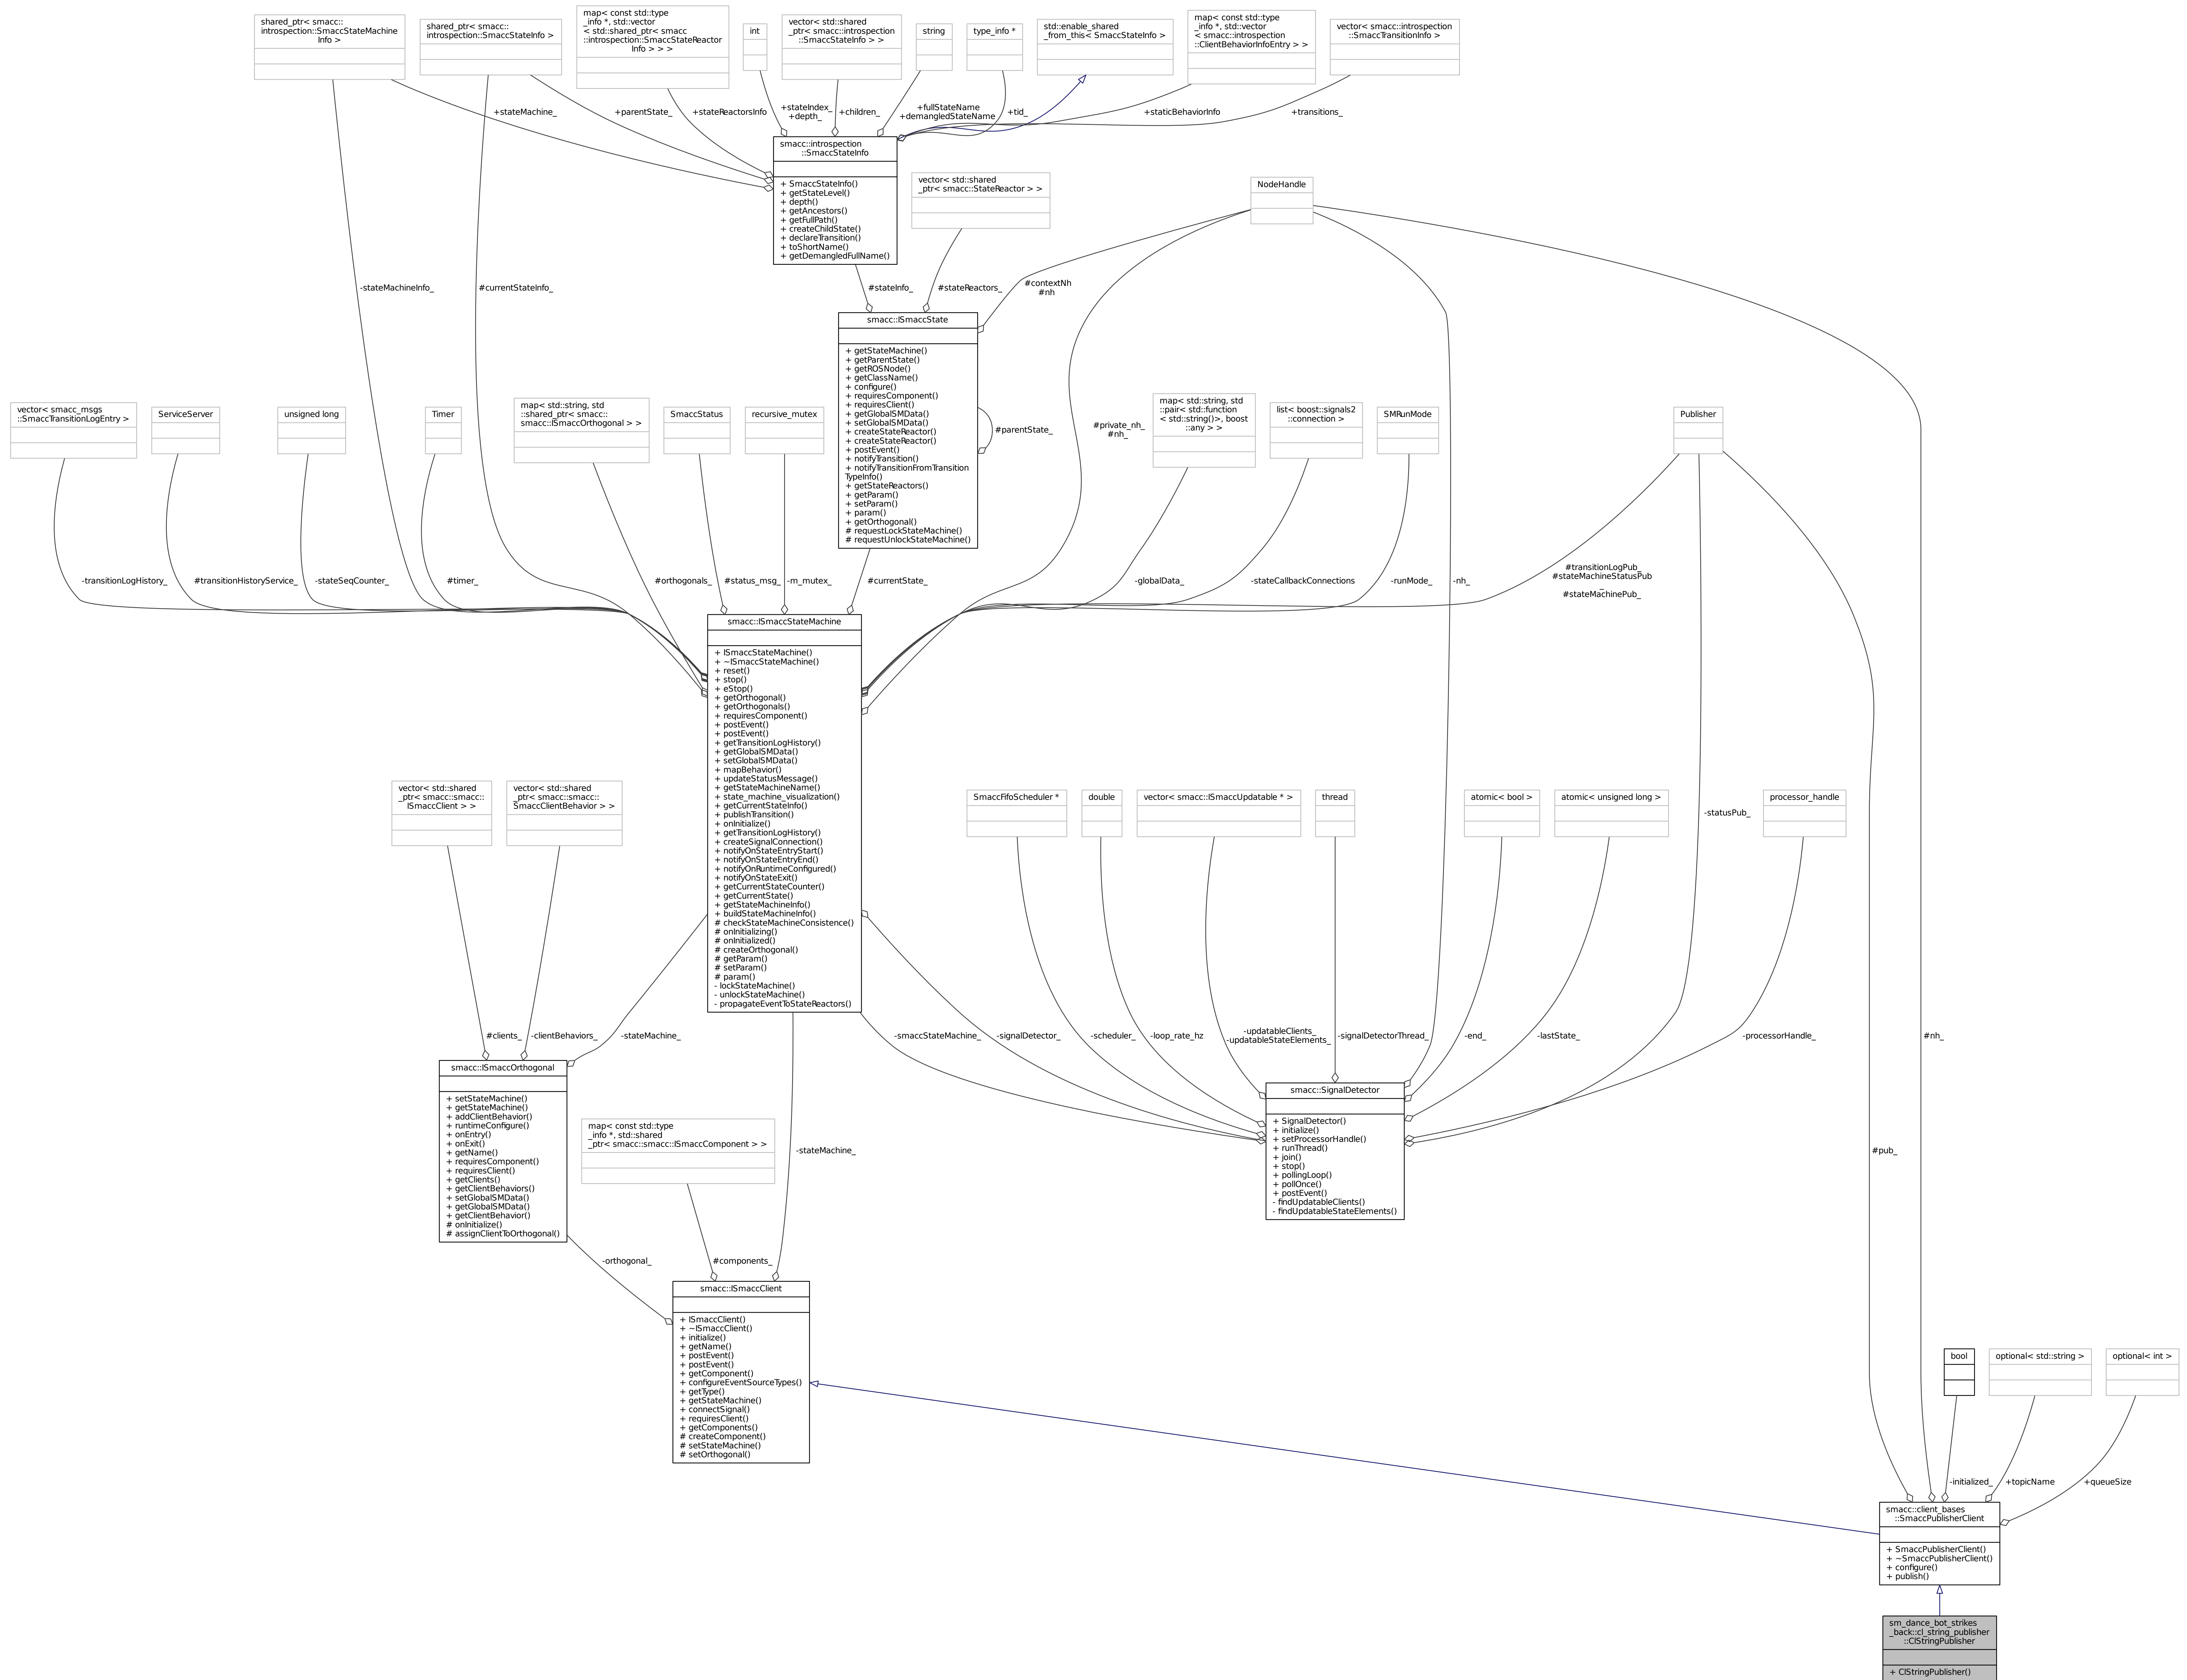 shared_ptr< smacc::
introspection::SmaccStateMachine
Info >
shared_ptr< smacc::
introspection::SmaccStateInfo >
map< const std::type
_info *, std::vector
< std::shared_ptr< smacc
::introspection::SmaccStateReactor
Info > > >
int
vector< std::shared
_ptr< smacc::introspection
::SmaccStateInfo > >
string
type_info *
std::enable_shared
_from_this< SmaccStateInfo >
map< const std::type
_info *, std::vector
< smacc::introspection
::ClientBehaviorInfoEntry > >
vector< smacc::introspection
::SmaccTransitionInfo >
+stateMachine_
+parentState_
+stateReactorsInfo
+stateIndex_
+depth_
+children_
+fullStateName
+demangledStateName
+tid_
+staticBehaviorInfo
+transitions_
smacc::introspection
::SmaccStateInfo
+ SmaccStateInfo()
+ getStateLevel()
+ depth()
+ getAncestors()
+ getFullPath()
+ createChildState()
+ declareTransition()
+ toShortName()
+ getDemangledFullName()
vector< std::shared
_ptr< smacc::StateReactor > >
NodeHandle
-stateMachineInfo_
#currentStateInfo_
#stateInfo_
#stateReactors_
#contextNh
#nh
smacc::ISmaccState
+ getStateMachine()
+ getParentState()
+ getROSNode()
+ getClassName()
+ configure()
+ requiresComponent()
+ requiresClient()
+ getGlobalSMData()
+ setGlobalSMData()
+ createStateReactor()
+ createStateReactor()
+ postEvent()
+ notifyTransition()
+ notifyTransitionFromTransition
TypeInfo()
+ getStateReactors()
+ getParam()
+ setParam()
+ param()
+ getOrthogonal()
# requestLockStateMachine()
# requestUnlockStateMachine()
#parentState_
vector< smacc_msgs
::SmaccTransitionLogEntry >
ServiceServer
unsigned long
Timer
map< std::string, std
::shared_ptr< smacc::
smacc::ISmaccOrthogonal > >
SmaccStatus
recursive_mutex
#private_nh_
#nh_
map< std::string, std
::pair< std::function
< std::string()>, boost
::any > >
list< boost::signals2
::connection >
SMRunMode
Publisher
-transitionLogHistory_
#transitionHistoryService_
-stateSeqCounter_
#timer_
#orthogonals_
#status_msg_
-m_mutex_
#currentState_
-globalData_
-stateCallbackConnections
-runMode_
-nh_
#transitionLogPub_
#stateMachineStatusPub
_
#stateMachinePub_
smacc::ISmaccStateMachine
+ ISmaccStateMachine()
+ ~ISmaccStateMachine()
+ reset()
+ stop()
+ eStop()
+ getOrthogonal()
+ getOrthogonals()
+ requiresComponent()
+ postEvent()
+ postEvent()
+ getTransitionLogHistory()
+ getGlobalSMData()
+ setGlobalSMData()
+ mapBehavior()
+ updateStatusMessage()
+ getStateMachineName()
+ state_machine_visualization()
+ getCurrentStateInfo()
+ publishTransition()
+ onInitialize()
+ getTransitionLogHistory()
+ createSignalConnection()
+ notifyOnStateEntryStart()
+ notifyOnStateEntryEnd()
+ notifyOnRuntimeConfigured()
+ notifyOnStateExit()
+ getCurrentStateCounter()
+ getCurrentState()
+ getStateMachineInfo()
+ buildStateMachineInfo()
# checkStateMachineConsistence()
# onInitializing()
# onInitialized()
# createOrthogonal()
# getParam()
# setParam()
# param()
- lockStateMachine()
- unlockStateMachine()
- propagateEventToStateReactors()
vector< std::shared
_ptr< smacc::smacc::
ISmaccClient > >
vector< std::shared
_ptr< smacc::smacc::
SmaccClientBehavior > >
SmaccFifoScheduler *
double
vector< smacc::ISmaccUpdatable * >
thread
atomic< bool >
atomic< unsigned long >
processor_handle
-statusPub_
#clients_
-clientBehaviors_
-stateMachine_
-smaccStateMachine_
-signalDetector_
-scheduler_
-loop_rate_hz
-updatableClients_
-updatableStateElements_
-signalDetectorThread_
-end_
-lastState_
-processorHandle_
#nh_
smacc::ISmaccOrthogonal
+ setStateMachine()
+ getStateMachine()
+ addClientBehavior()
+ runtimeConfigure()
+ onEntry()
+ onExit()
+ getName()
+ requiresComponent()
+ requiresClient()
+ getClients()
+ getClientBehaviors()
+ setGlobalSMData()
+ getGlobalSMData()
+ getClientBehavior()
# onInitialize()
# assignClientToOrthogonal()
map< const std::type
_info *, std::shared
_ptr< smacc::smacc::ISmaccComponent > >
-stateMachine_
smacc::SignalDetector
+ SignalDetector()
+ initialize()
+ setProcessorHandle()
+ runThread()
+ join()
+ stop()
+ pollingLoop()
+ pollOnce()
+ postEvent()
- findUpdatableClients()
- findUpdatableStateElements()
#pub_
-orthogonal_
#components_
smacc::ISmaccClient
+ ISmaccClient()
+ ~ISmaccClient()
+ initialize()
+ getName()
+ postEvent()
+ postEvent()
+ getComponent()
+ configureEventSourceTypes()
+ getType()
+ getStateMachine()
+ connectSignal()
+ requiresClient()
+ getComponents()
# createComponent()
# setStateMachine()
# setOrthogonal()
bool
optional< std::string >
optional< int >
-initialized_
+topicName
+queueSize
smacc::client_bases
::SmaccPublisherClient
+ SmaccPublisherClient()
+ ~SmaccPublisherClient()
+ configure()
+ publish()
sm_dance_bot_strikes
_back::cl_string_publisher
::ClStringPublisher
+ ClStringPublisher()